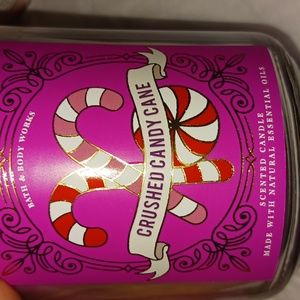 BATH & BODY WORKS
CRUSHED CANDY CANE
SCENTED CANDLE
MADE WITH NATURAL ESSENTIAL OILS